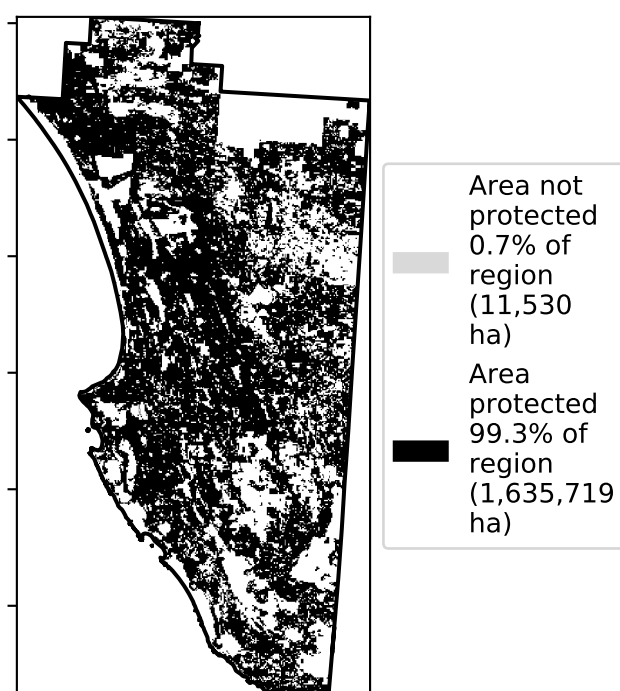 Area not
protected
0.7% of
region
(11,530
ha)
Area
protected
99.3% of
region
(1,635,719
ha)